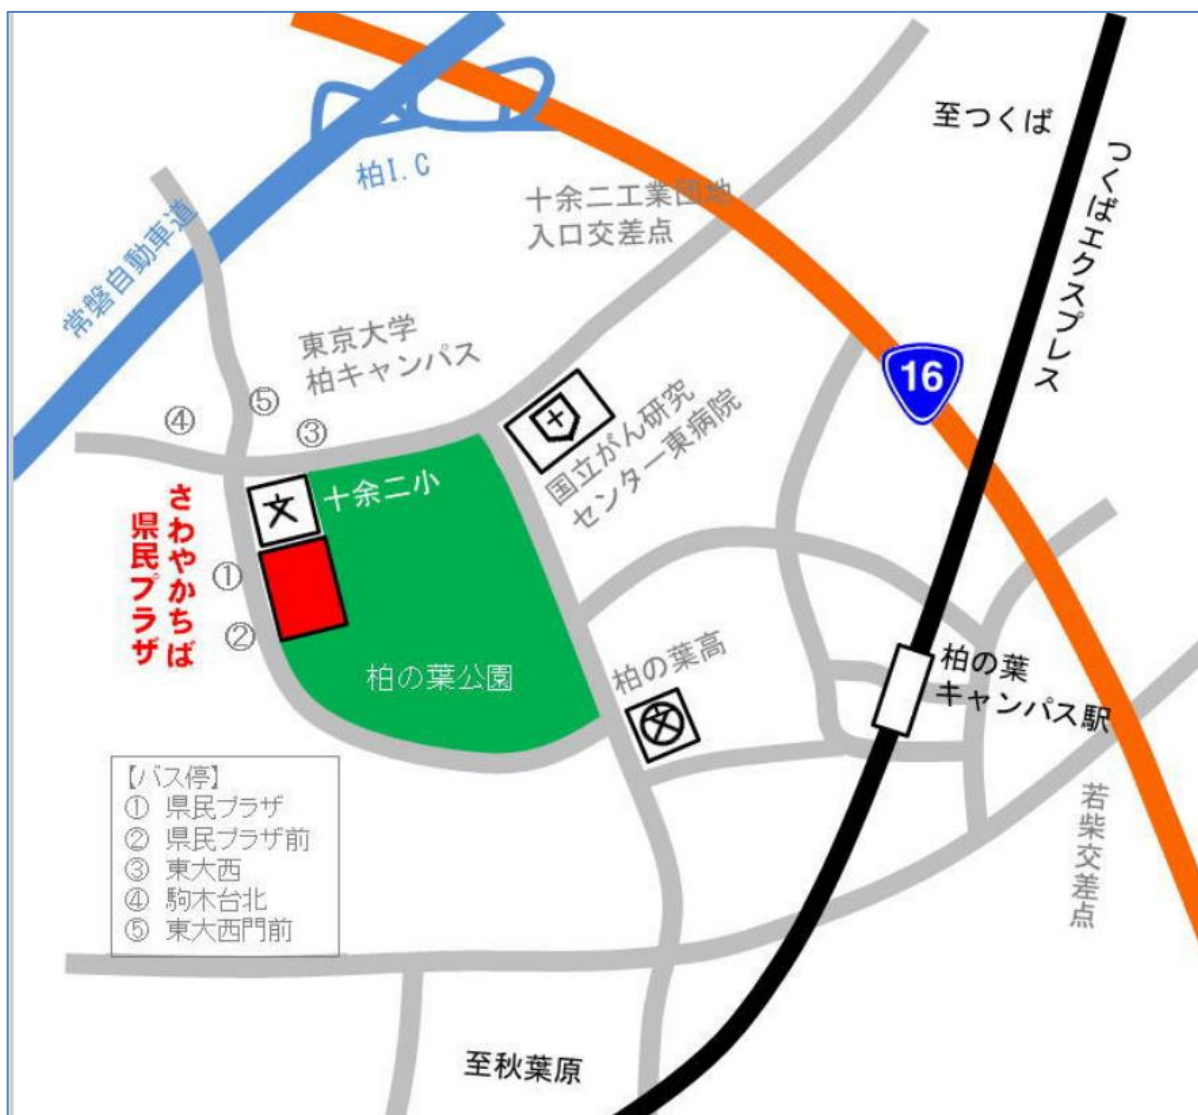 至つくば
つくばエクスプレス
柏I.C
十余二工業団地
入口交差点
常磐自動車道
東京大学
柏キャンパス
16
⑤
④
③
国立がん研究
センター東病院
文
十余二小
さわやかちば
県民プラザ
①
②
柏の葉公園
柏の葉高
文
柏の葉
キャンパス駅
若柴交差点
【バス停】
① 県民プラザ
② 県民プラザ前
③ 東大西
④ 駒木台北
⑤ 東大西門前
至秋葉原